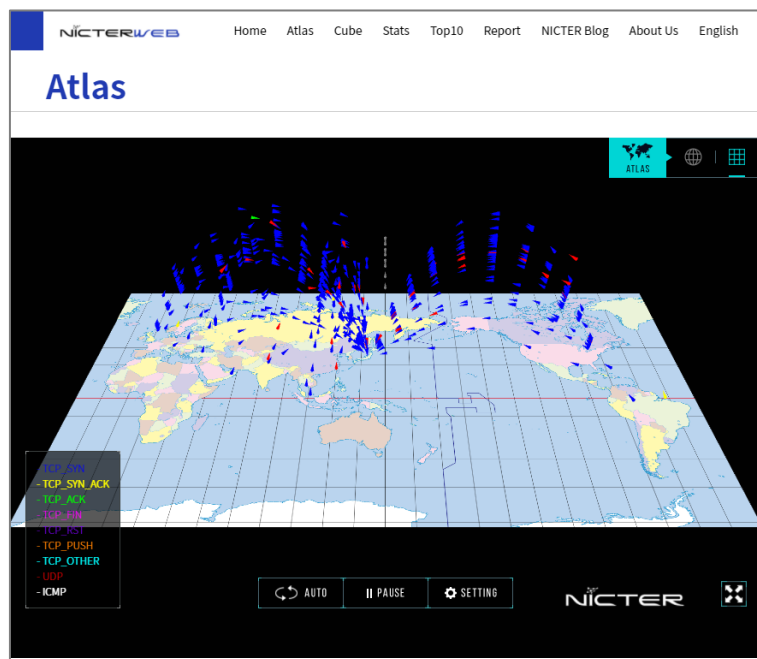 NICTERWEB
Home Atlas Cube Stats Top10 Report NICTER Blog About Us English
Atlas
ATLAS
- TCP_SYN
- TCP_SYN_ACK
- TCP_ACK
- TCP_FIN
- TCP_RST
- TCP_PUSH
- TCP_OTHER
- UDP
- ICMP
AUTO PAUSE SETTING
NICTER